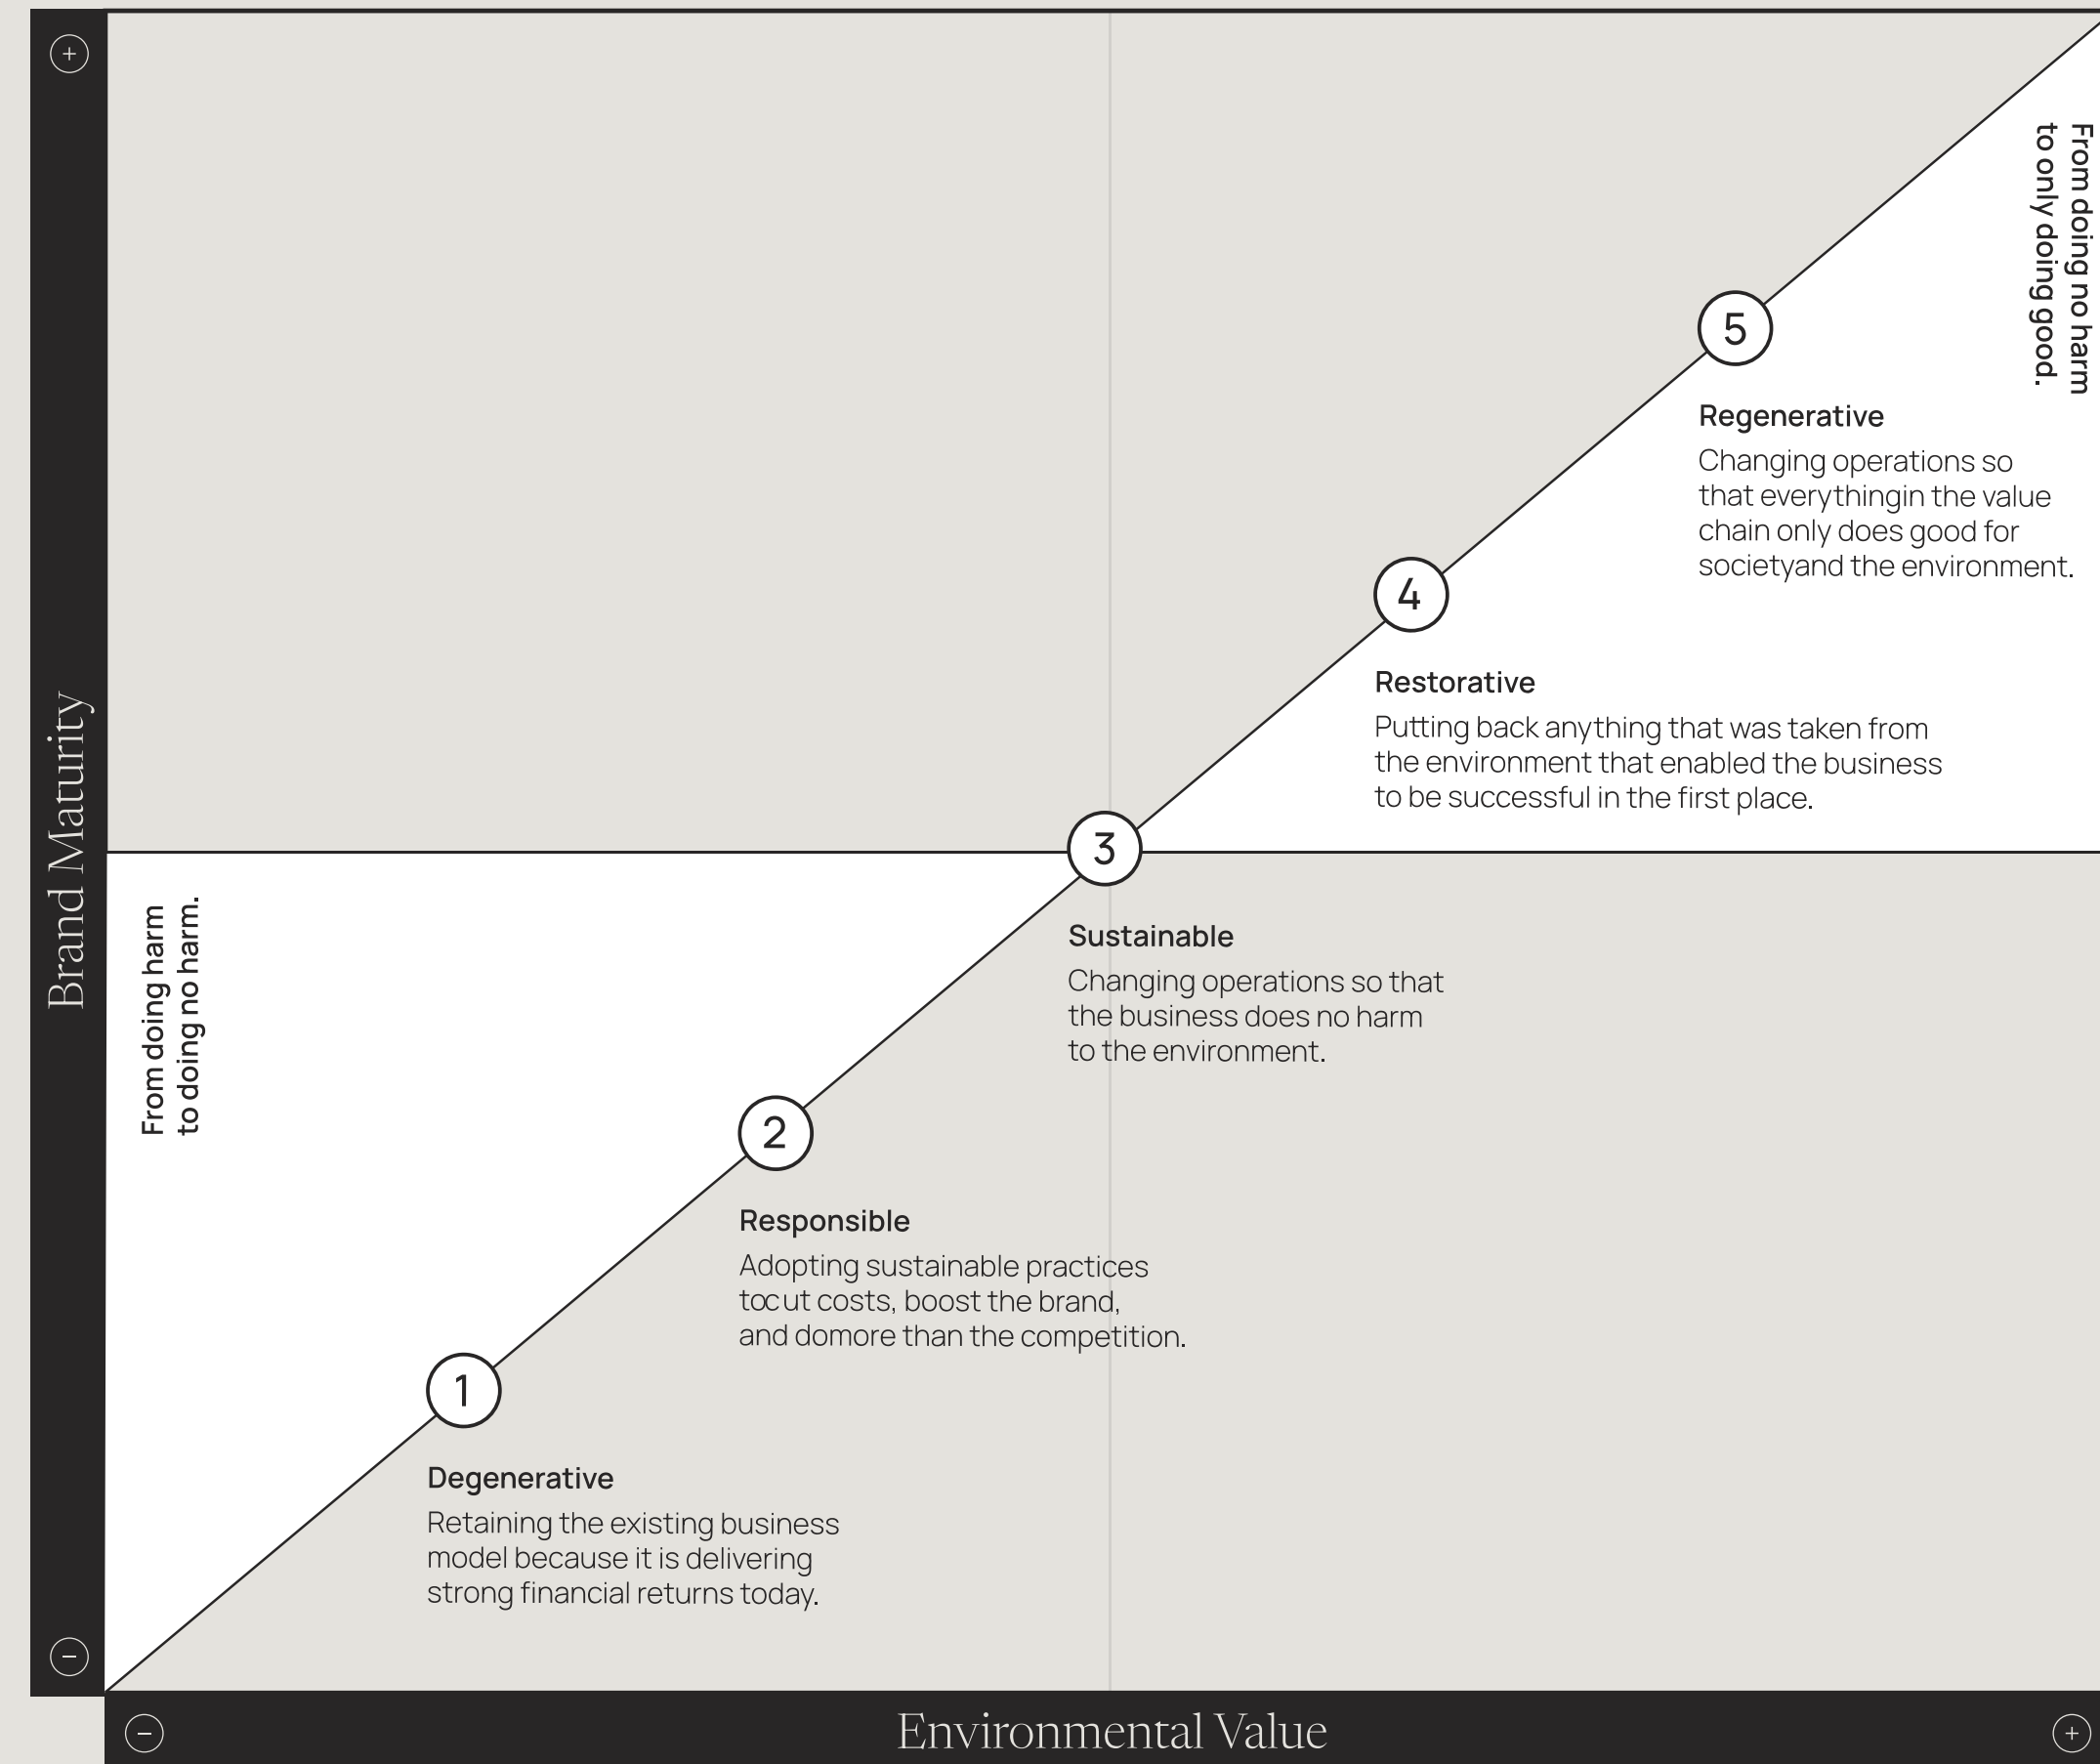 +
From doing no harm
to only doing good.
5
Regenerative
Changing operations so
that everythingin the value
chain only does good for
societyand the environment.
4
Restorative
Putting back anything that was taken from
the environment that enabled the business
to be successful in the first place.
Brand Maturity
3
From doing harm
to doing no harm.
Sustainable
Changing operations so that
the business does no harm
to the environment.
2
Responsible
Adopting sustainable practices
tocut costs, boost the brand,
and domore than the competition.
1
Degenerative
Retaining the existing business
model because it is delivering
strong financial returns today.
−
−
Environmental Value
+